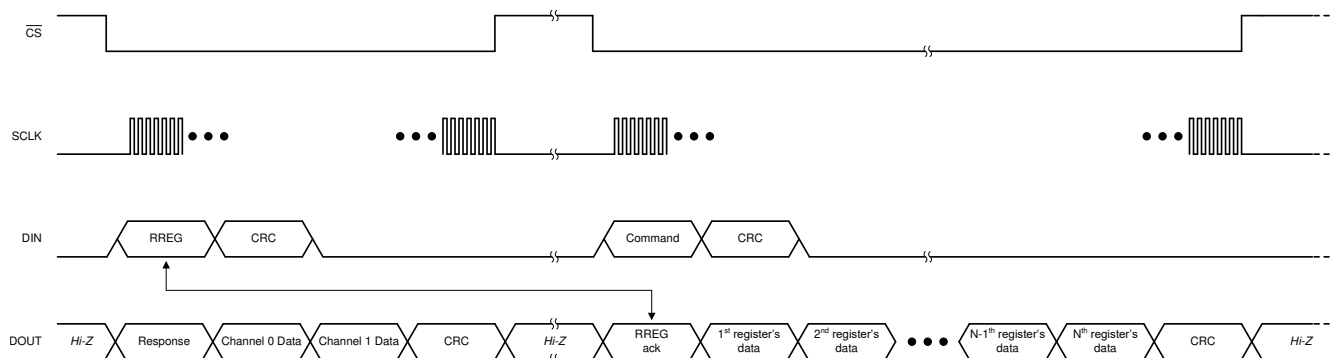 CS
SCLK
DIN
RREG
CRC
Command
CRC
DOUT
Hi-Z
Response
Channel 0 Data
Channel 1 Data
CRC
Hi-Z
RREG
ack
1st register's
data
2nd register's
data
N-1th register's
data
Nth register's
data
CRC
Hi-Z